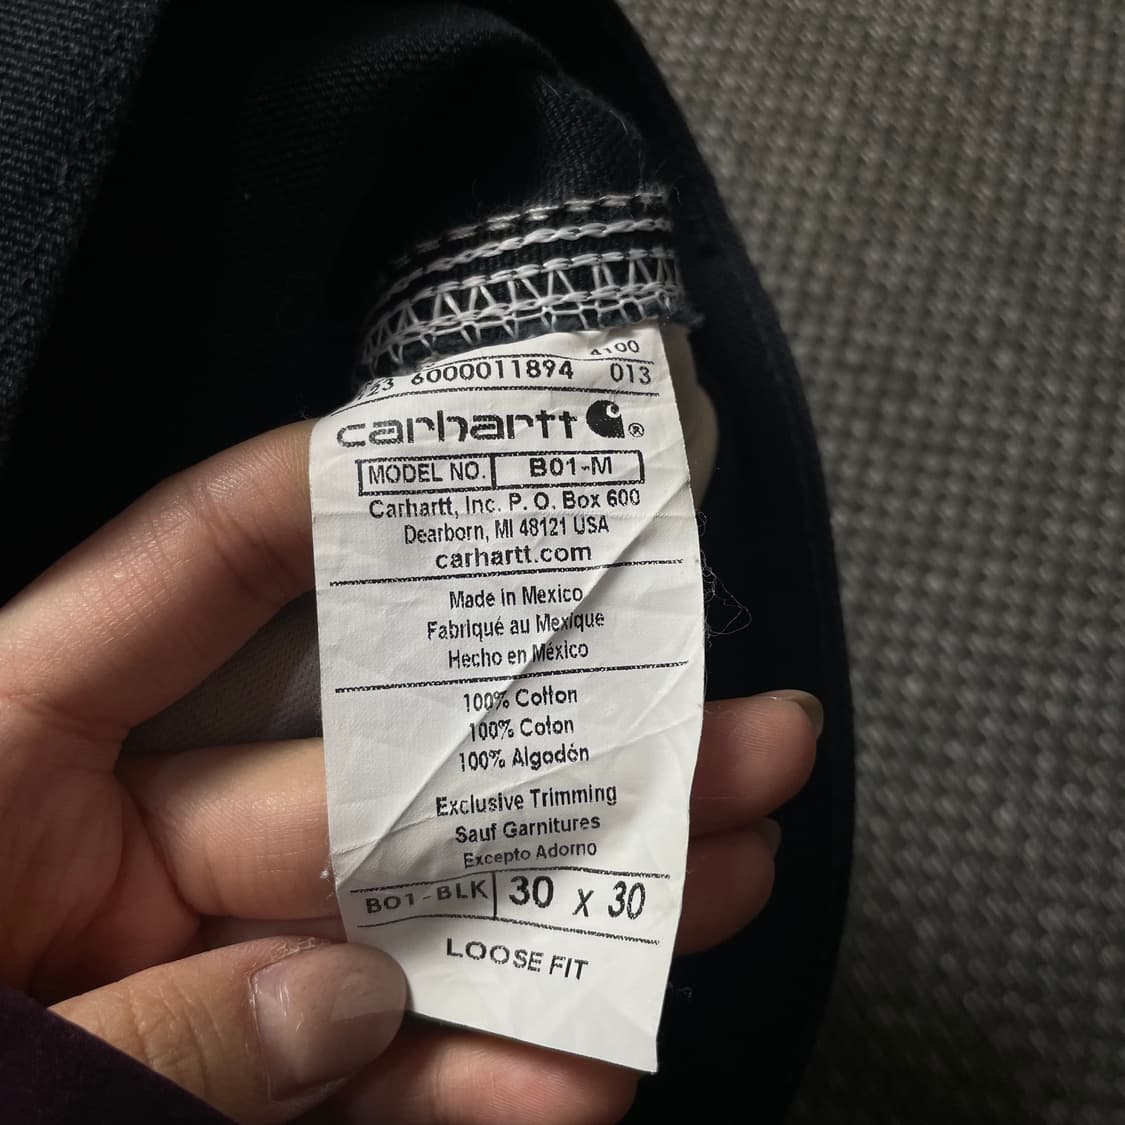 4100
123 6000011894 013
carhartt ®
MODEL NO. B01-M
Carhartt, Inc. P. O. Box 600
Dearborn, MI 48121 USA
carhartt.com
Made in Mexico
Fabriqué au Mexique
Hecho en México
100% Cotton
100% Coton
100% Algodón
Exclusive Trimming
Sauf Garnitures
Excepto Adorno
B01-BLK 30 X 30
LOOSE FIT